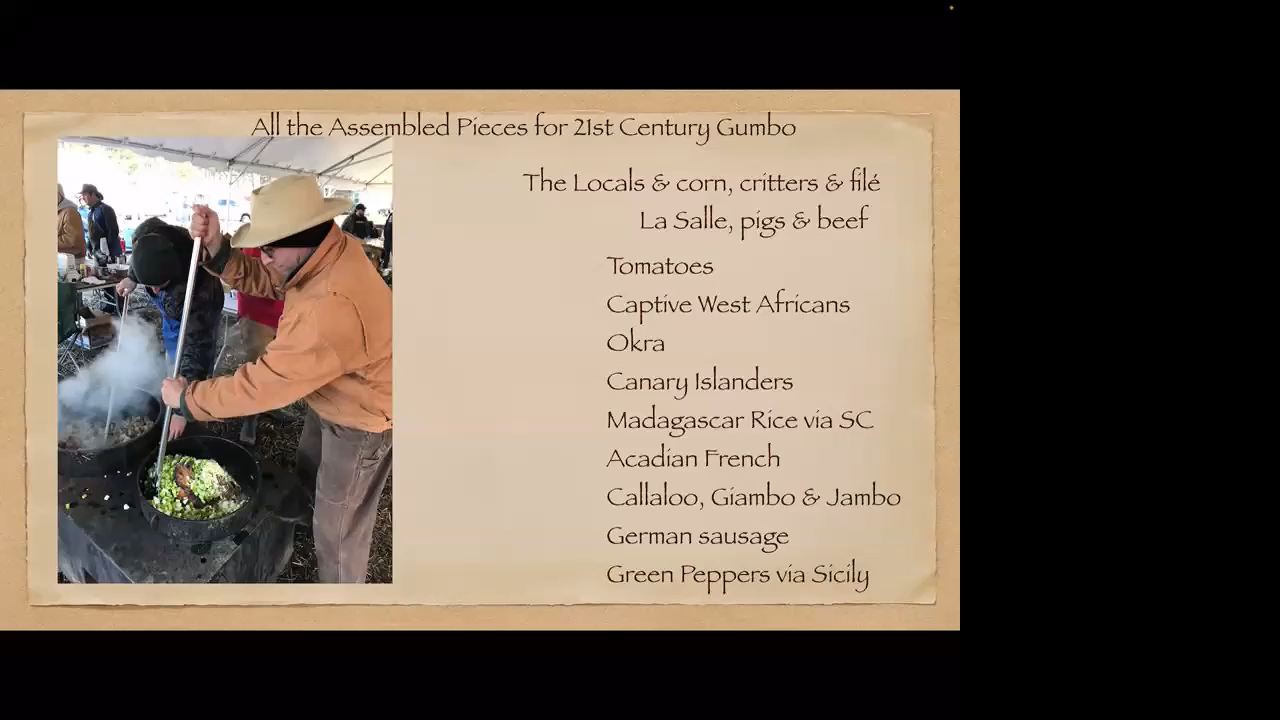 All the Assembled Pieces for 21st Century Gumbo
The Locals & corn, critters & filé
La Salle, pigs & beef
Tomatoes
Captive West Africans
Okra
Canary Islanders
Madagascar Rice via SC
Acadian French
Callaloo, Giambo & Jambo
German sausage
Green Peppers via Sicily